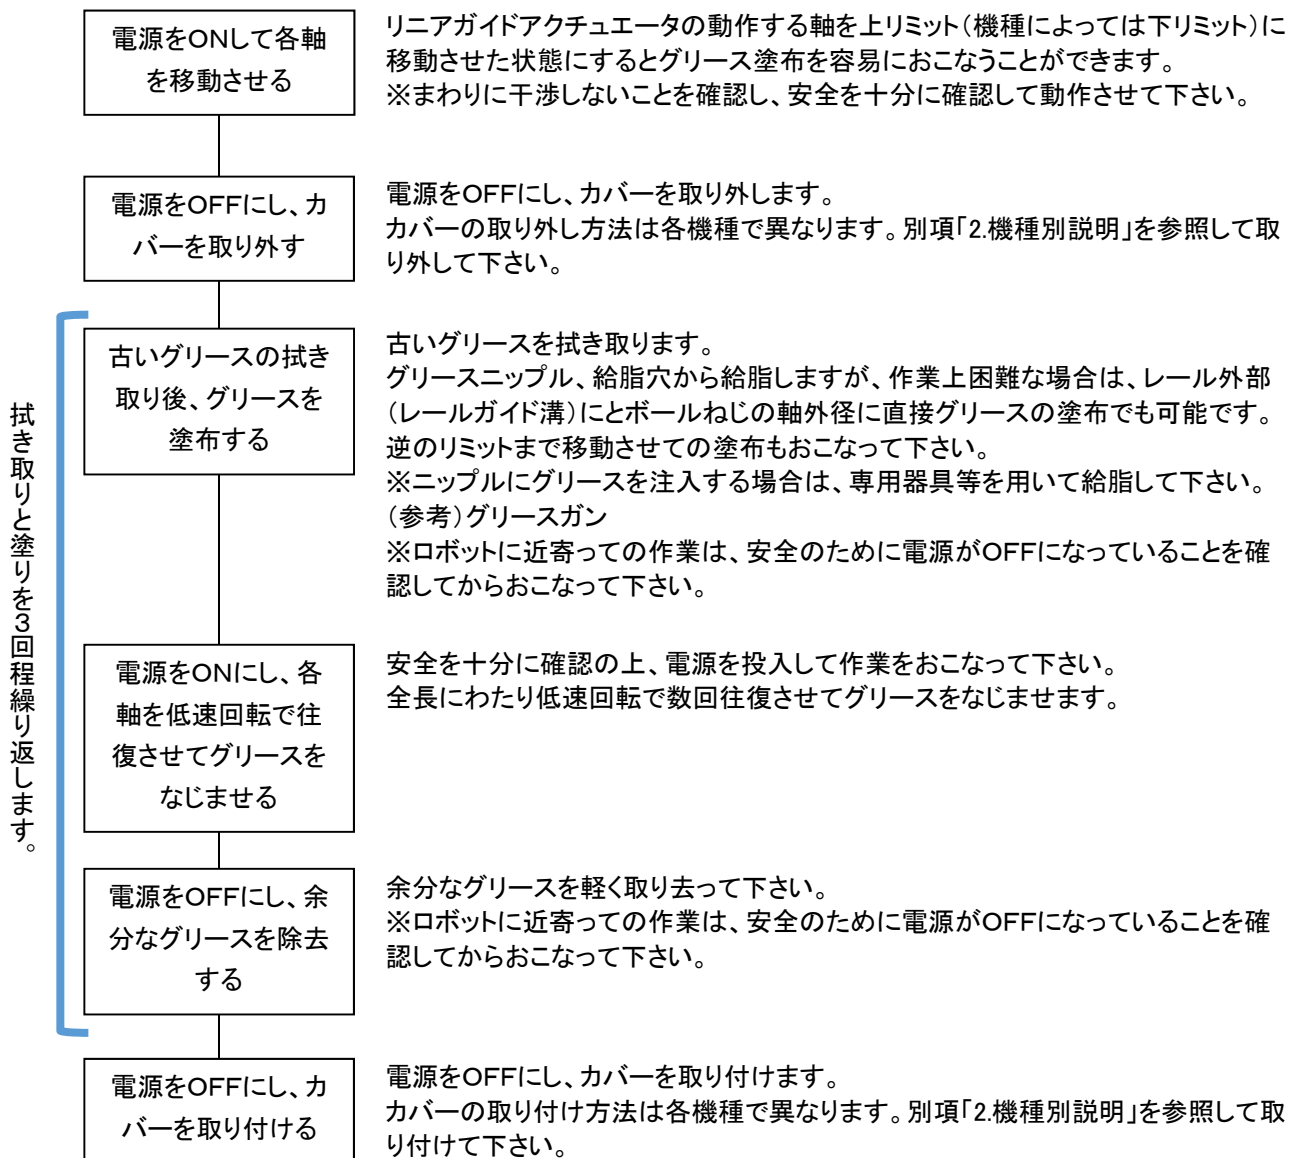 電源をONして各軸
を移動させる
リニアガイドアクチュエータの動作する軸を上リミット(機種によっては下リミット)に
移動させた状態にするとグリース塗布を容易におこなうことができます。
※まわりに干渉しないことを確認し、安全を十分に確認して動作させて下さい。
電源をOFFにし、カ
バーを取り外す
電源をOFFにし、カバーを取り外します。
カバーの取り外し方法は各機種で異なります。別項「2.機種別説明」を参照して取
り外して下さい。
拭き取りと塗りを3回程繰り返します。
古いグリースの拭き
取り後、グリースを
塗布する
古いグリースを拭き取ります。
グリースニップル、給脂穴から給脂しますが、作業上困難な場合は、レール外部
(レールガイド溝)にとボールねじの軸外径に直接グリースの塗布でも可能です。
逆のリミットまで移動させての塗布もおこなって下さい。
※ニップルにグリースを注入する場合は、専用器具等を用いて給脂して下さい。
(参考)グリースガン
※ロボットに近寄っての作業は、安全のために電源がOFFになっていることを確
認してからおこなって下さい。
電源をONにし、各
軸を低速回転で往
復させてグリースを
なじませる
安全を十分に確認の上、電源を投入して作業をおこなって下さい。
全長にわたり低速回転で数回往復させてグリースをなじませます。
電源をOFFにし、余
分なグリースを除去
する
余分なグリースを軽く取り去って下さい。
※ロボットに近寄っての作業は、安全のために電源がOFFになっていることを確
認してからおこなって下さい。
電源をOFFにし、カ
バーを取り付ける
電源をOFFにし、カバーを取り付けます。
カバーの取り付け方法は各機種で異なります。別項「2.機種別説明」を参照して取
り付けて下さい。